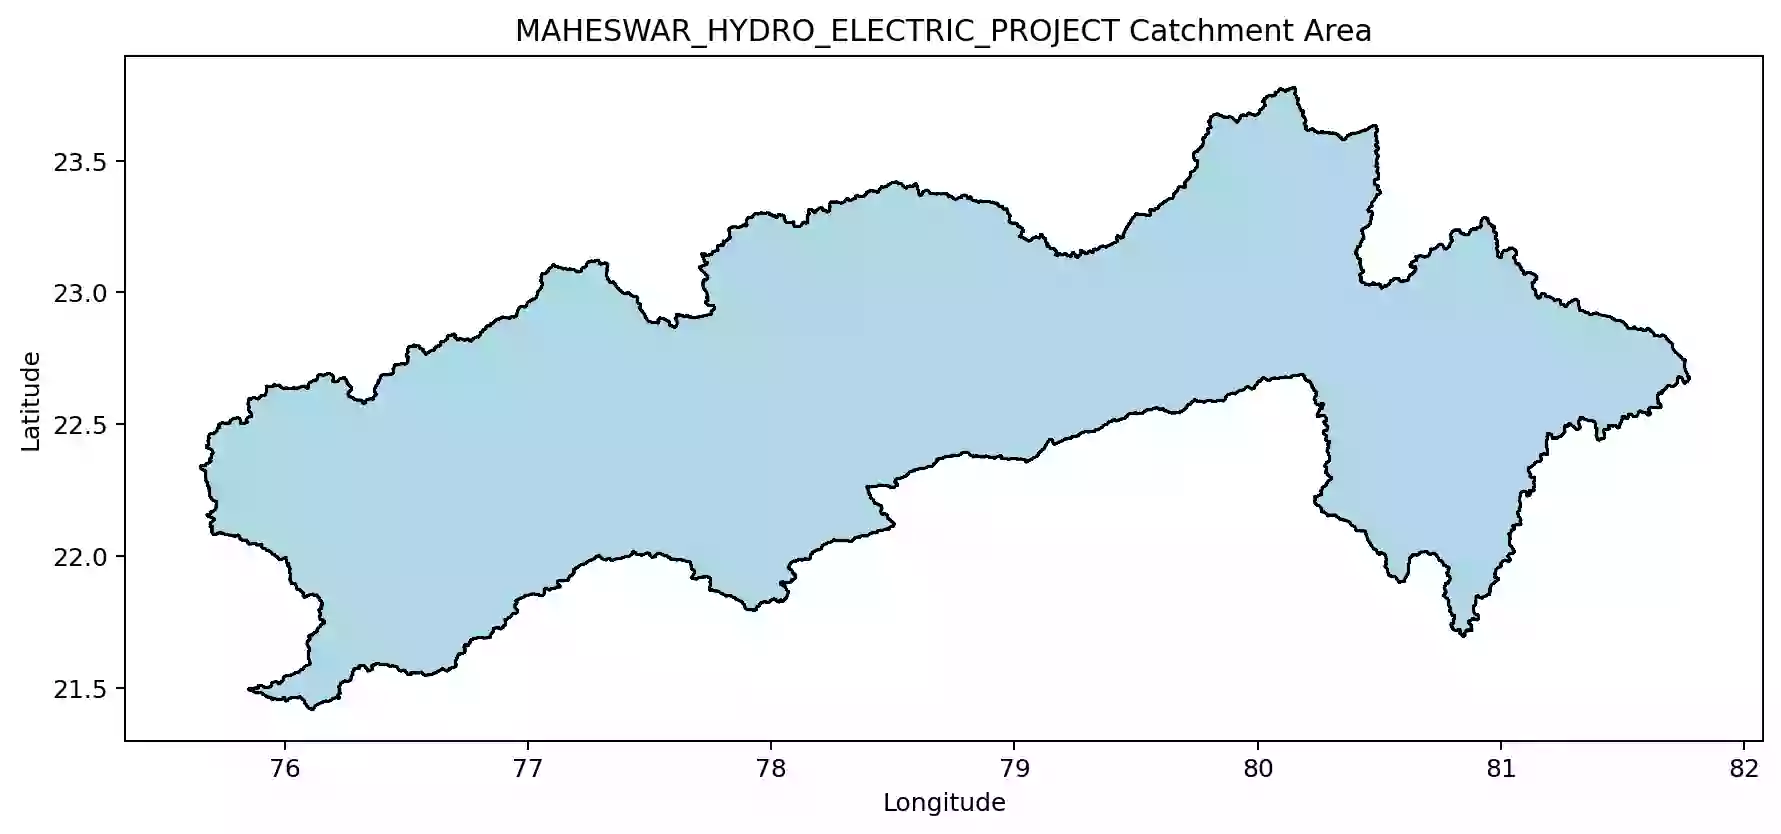 MAHESWAR_HYDRO_ELECTRIC_PROJECT Catchment Area
23.5
23.0
22.5
22.0
21.5
Latitude
76 77 78 79 80 81 82
Longitude